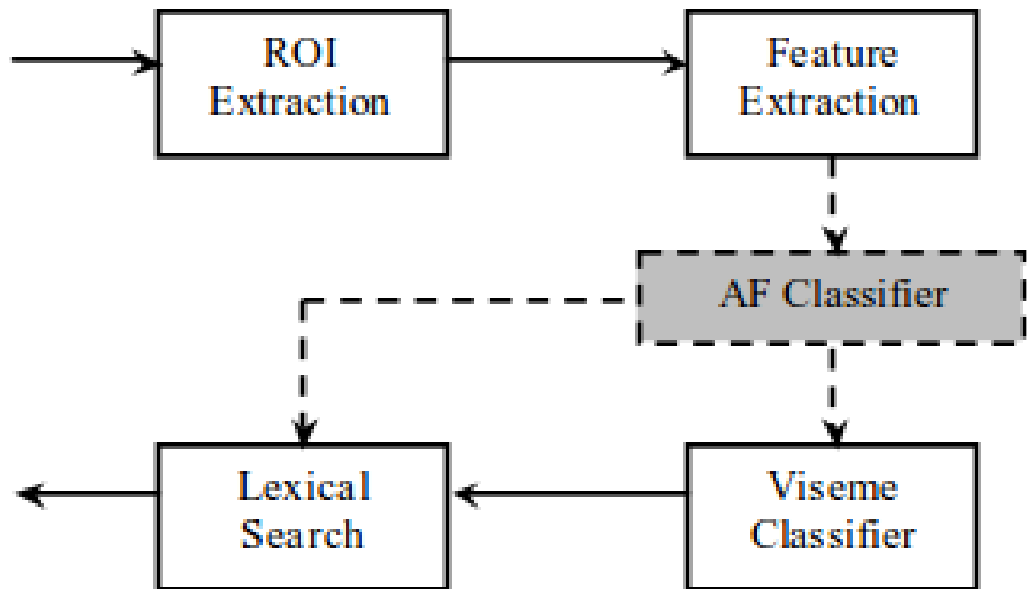 ROI
Extraction
Feature
Extraction
AF Classifier
Lexical
Search
Viseme
Classifier